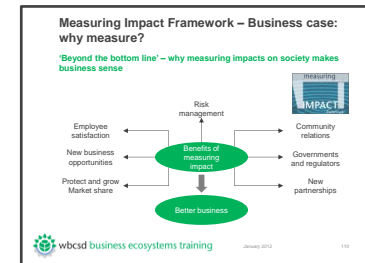 Measuring Impact Framework – Business case:
why measure?
'Beyond the bottom line' – why measuring impacts on society makes
business sense
measuring
IMPACT
Risk
management
Employee
satisfaction
Community
relations
New business
opportunities
Benefits of
measuring
impact
Governments
and regulators
Protect and grow
Market share
New
partnerships
Better business
wbcsd business ecosystems training
January 2012
110